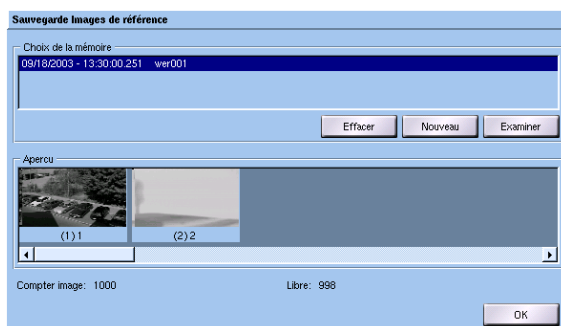 Sauvegarde Images de référence
Choix de la mémoire
09/18/2003 - 13:30:00.251 wer001
Effacer Nouveau Examiner
Apercu
(1) 1 (2) 2
Compter image: 1000 Libre: 998
OK